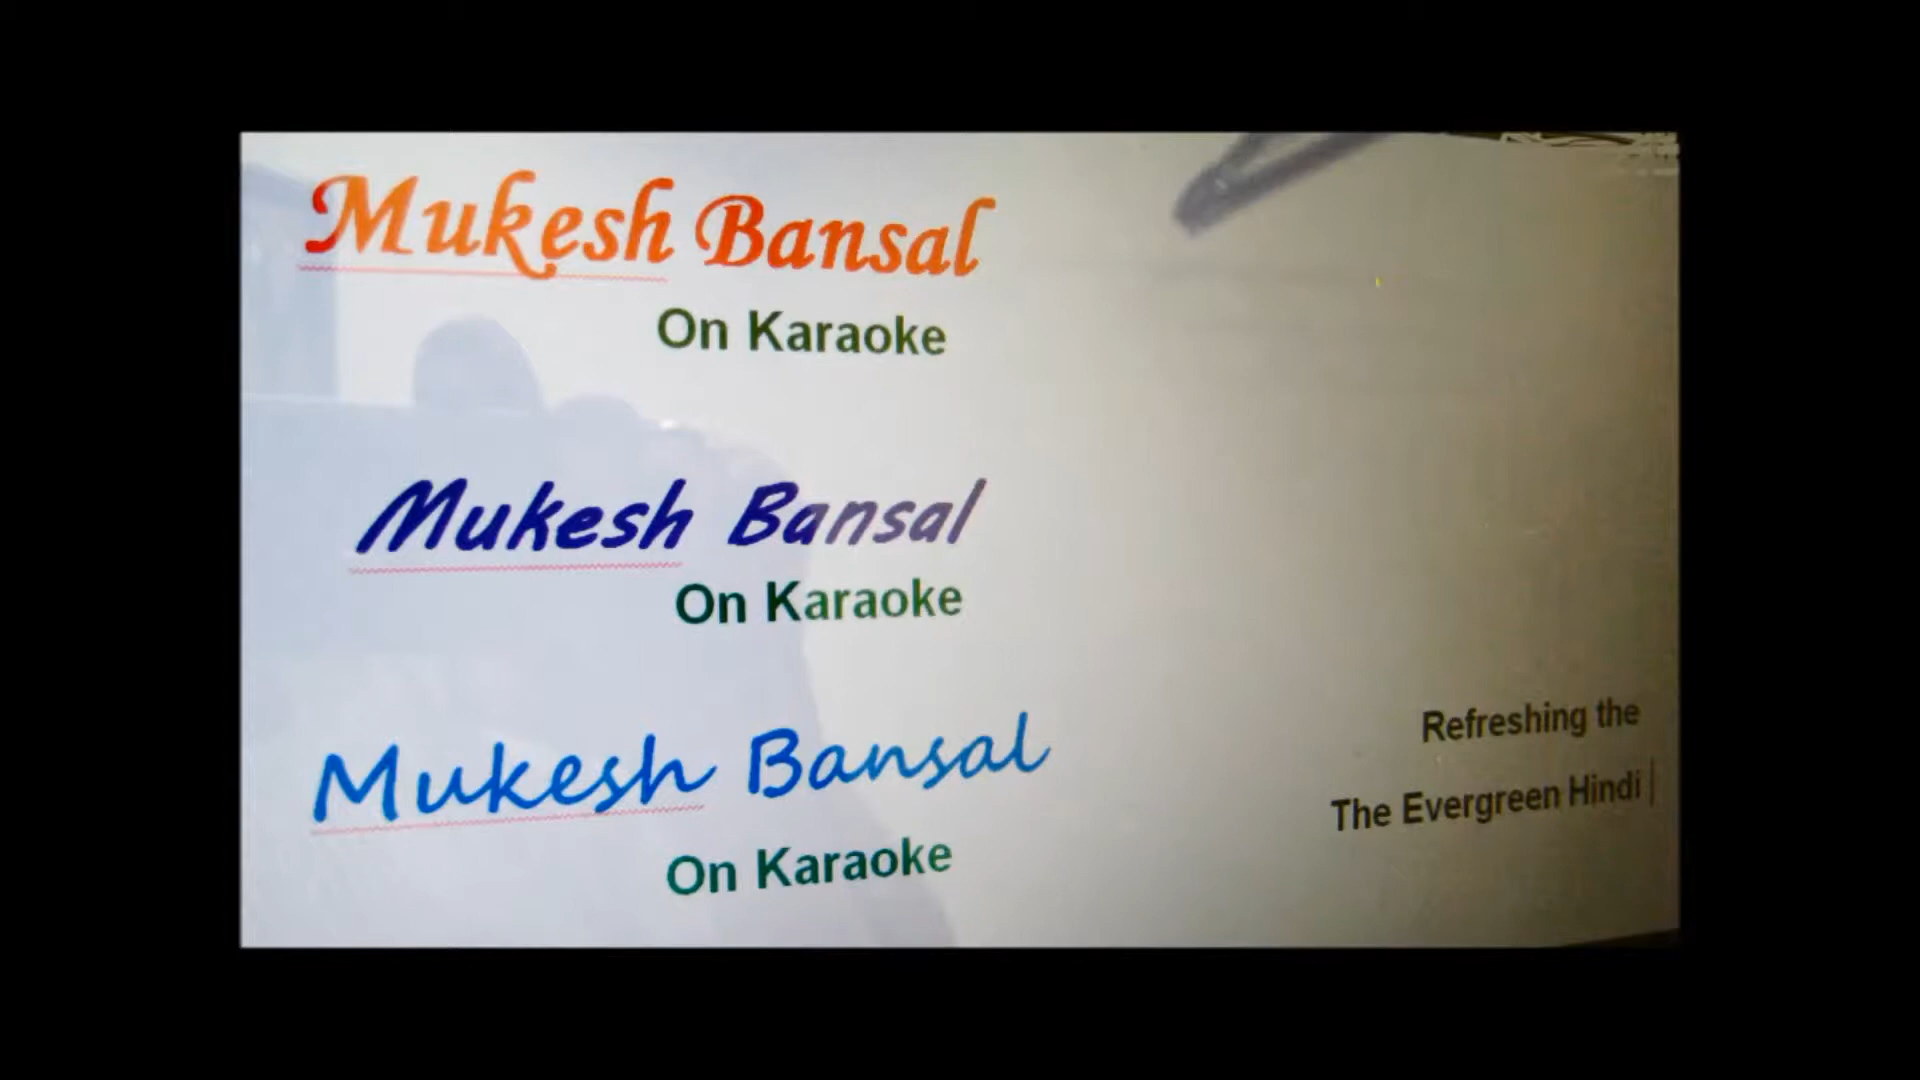 Mukesh Bansal
On Karaoke
Mukesh Bansal
On Karaoke
Mukesh Bansal
On Karaoke
Refreshing the
The Evergreen Hindi